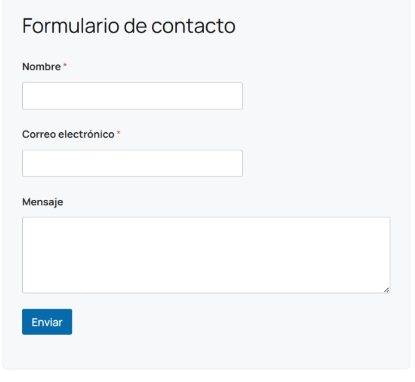 Formulario de contacto
Nombre *
Correo electrónico *
Mensaje
Enviar